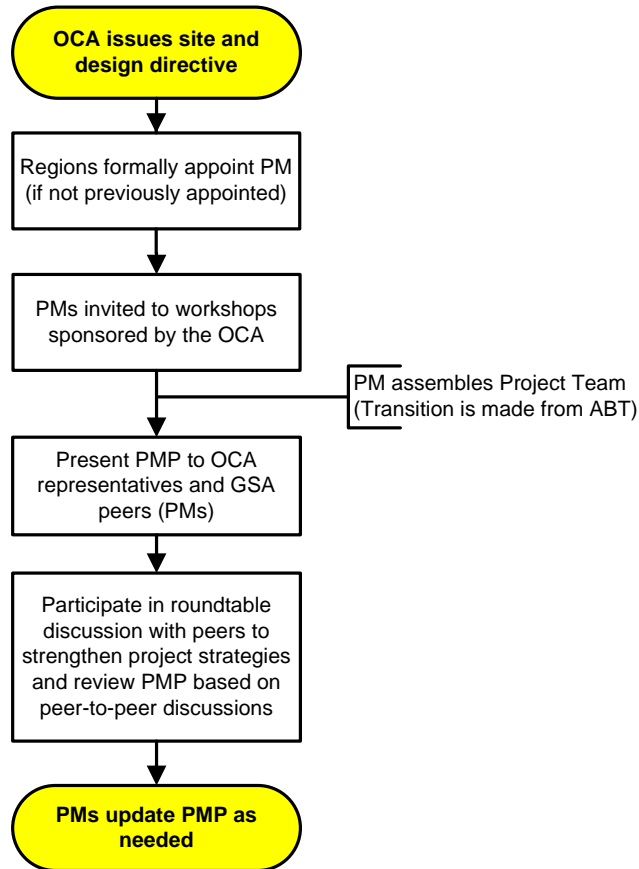 OCA issues site and
design directive
Regions formally appoint PM
(if not previously appointed)
PMs invited to workshops
sponsored by the OCA
PM assembles Project Team
(Transition is made from ABT)
Present PMP to OCA
representatives and GSA
peers (PMs)
Participate in roundtable
discussion with peers to
strengthen project strategies
and review PMP based on
peer-to-peer discussions
PMs update PMP as
needed